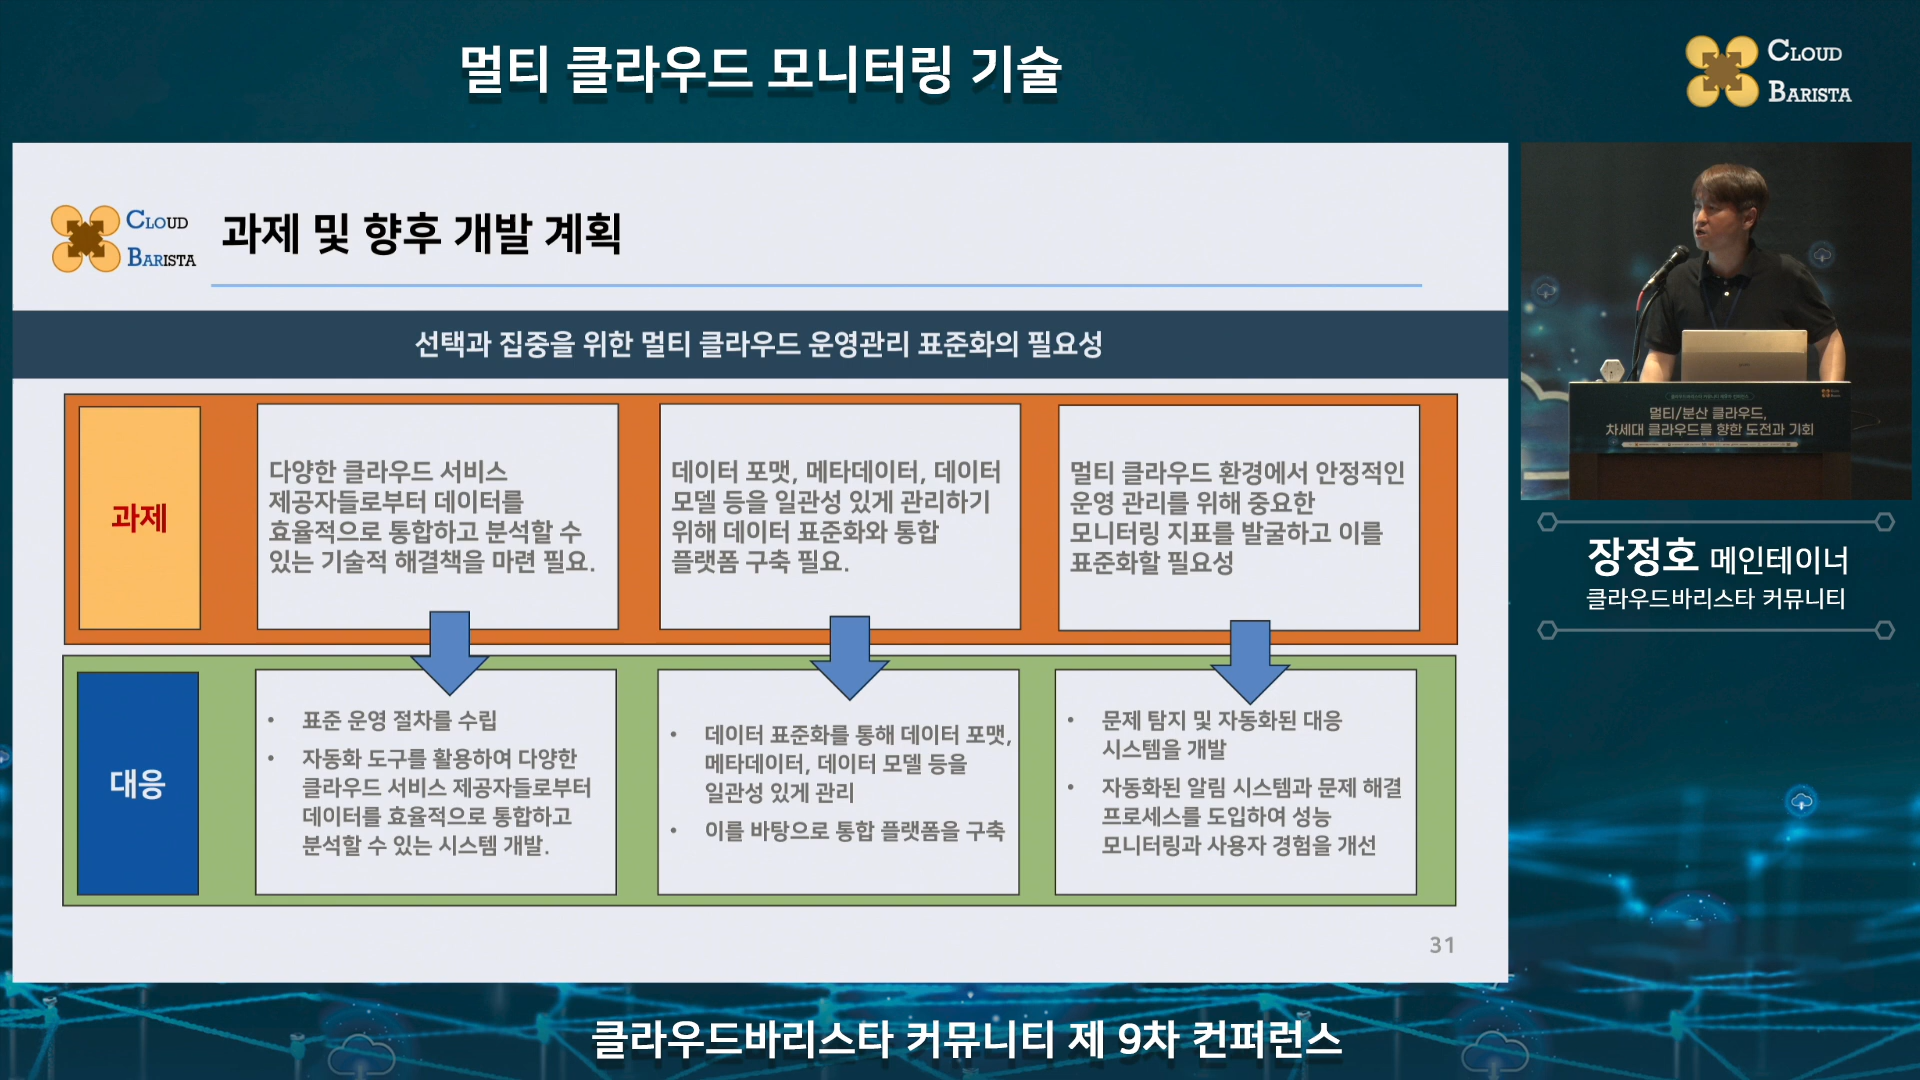 멀티 클라우드 모니터링 기술
CLOUD
BARISTA
CLOUD
BARISTA
과제 및 향후 개발 계획
선택과 집중을 위한 멀티 클라우드 운영관리 표준화의 필요성
과제
다양한 클라우드 서비스
제공자들로부터 데이터를
효율적으로 통합하고 분석할 수
있는 기술적 해결책을 마련 필요.
데이터 포맷, 메타데이터, 데이터
모델 등을 일관성 있게 관리하기
위해 데이터 표준화와 통합
플랫폼 구축 필요.
멀티 클라우드 환경에서 안정적인
운영 관리를 위해 중요한
모니터링 지표를 발굴하고 이를
표준화할 필요성
대응
• 표준 운영 절차를 수립
• 자동화 도구를 활용하여 다양한
클라우드 서비스 제공자들로부터
데이터를 효율적으로 통합하고
분석할 수 있는 시스템 개발.
• 데이터 표준화를 통해 데이터 포맷,
메타데이터, 데이터 모델 등을
일관성 있게 관리
• 이를 바탕으로 통합 플랫폼을 구축
• 문제 탐지 및 자동화된 대응
시스템을 개발
• 자동화된 알림 시스템과 문제 해결
프로세스를 도입하여 성능
모니터링과 사용자 경험을 개선
31
멀티/분산 클라우드,
차세대 클라우드를 향한 도전과 기회
장정호 메인테이너
클라우드바리스타 커뮤니티
클라우드바리스타 커뮤니티 제 9차 컨퍼런스